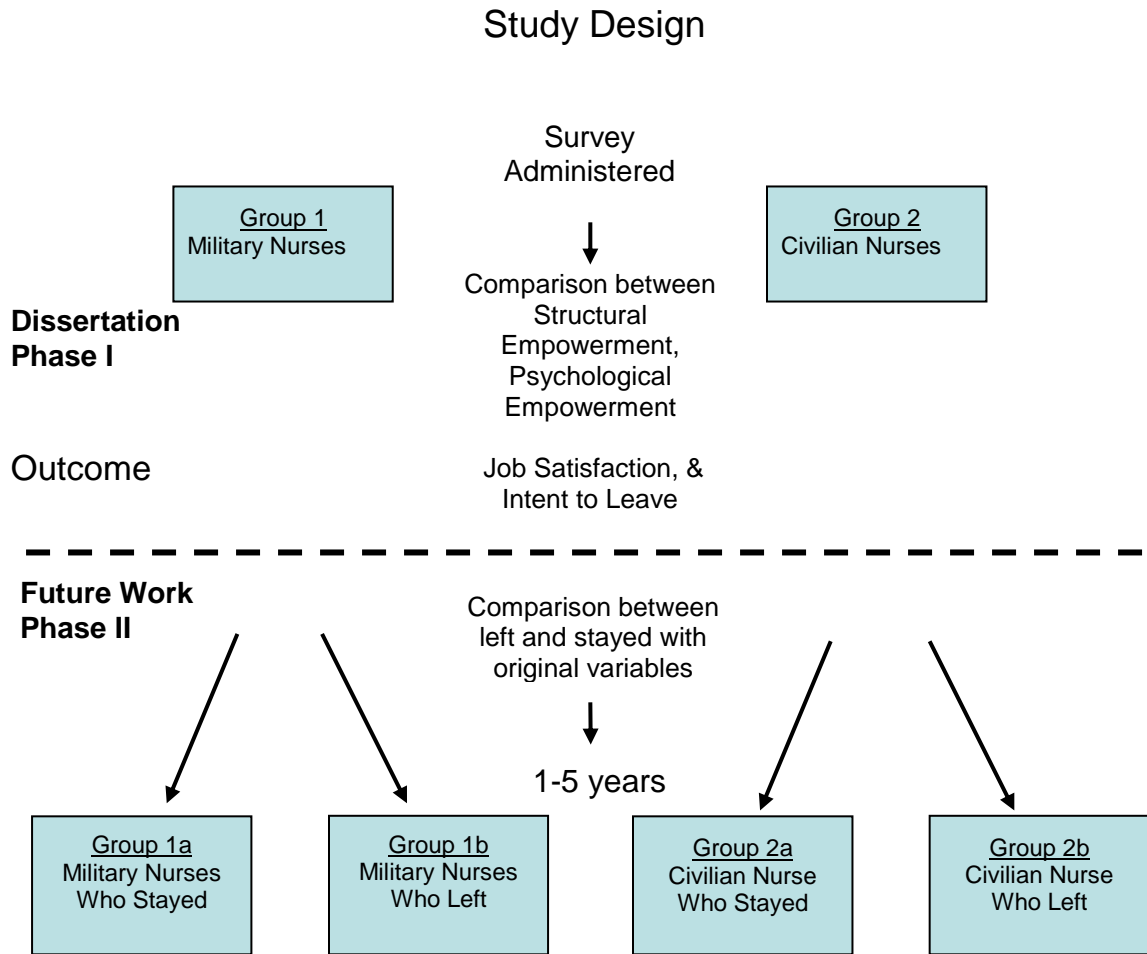 Study Design
Survey
Administered
Group 1
Military Nurses
Group 2
Civilian Nurses
Comparison between
Structural
Empowerment,
Psychological
Empowerment
Dissertation
Phase I
Outcome
Job Satisfaction, &
Intent to Leave
Future Work
Phase II
Comparison between
left and stayed with
original variables
1-5 years
Group 1a
Military Nurses
Who Stayed
Group 1b
Military Nurses
Who Left
Group 2a
Civilian Nurse
Who Stayed
Group 2b
Civilian Nurse
Who Left